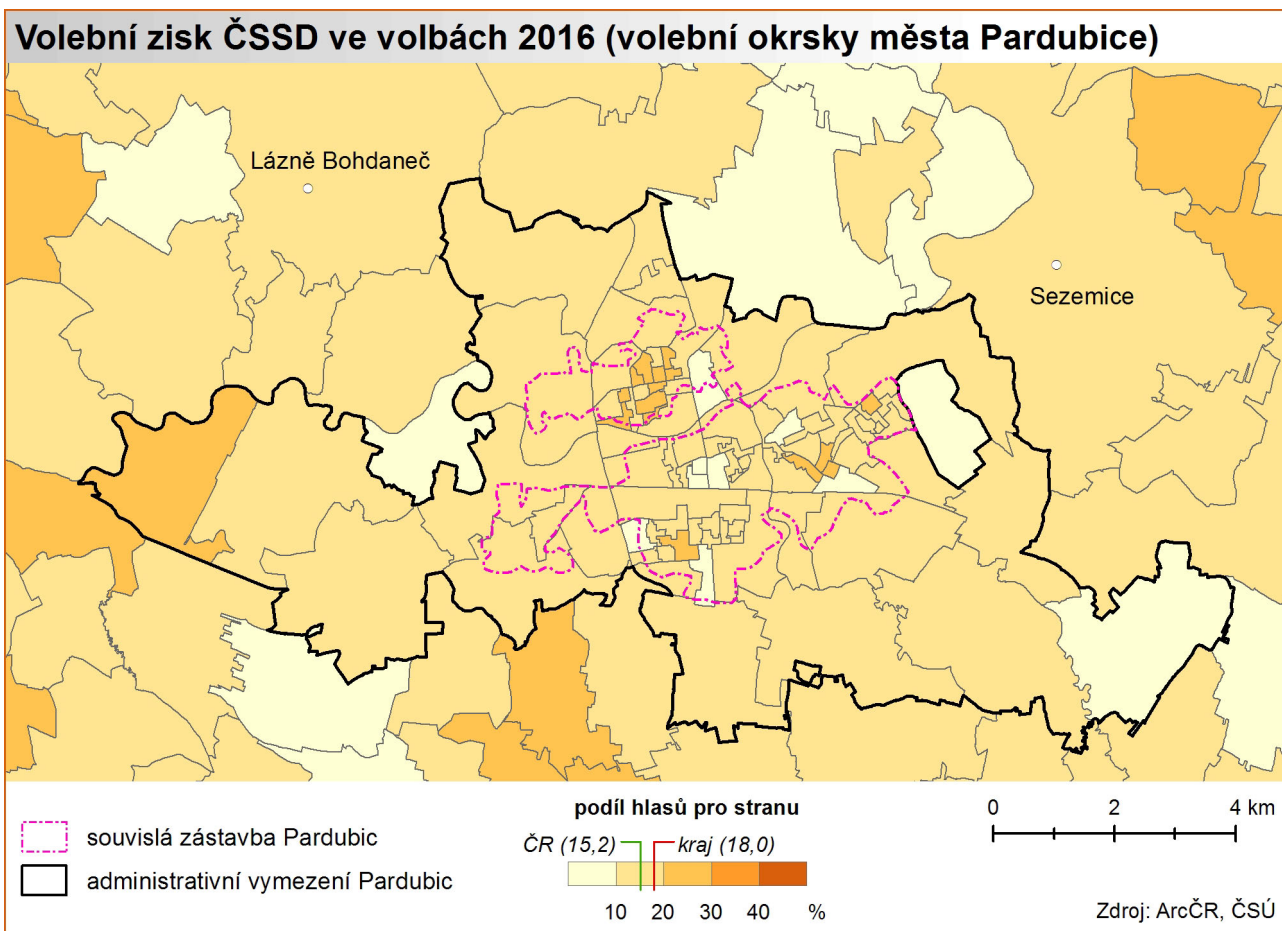 Volební zisk ČSSD ve volbách 2016 (volební okrsky města Pardubice)
Lázně Bohdaneč
Sezemice
souvislá zástavba Pardubic
administrativní vymezení Pardubic
podíl hlasů pro stranu
ČR (15,2) kraj (18,0)
10 20 30 40 %
0 2 4 km
Zdroj: ArcČR, ČSÚ